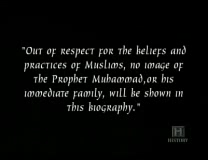 "Out of respect for the beliefs and
practices of Muslims, no image of
the Prophet Muhammad,or his
immediate family, will be shown in
this biography."
H
HISTORY